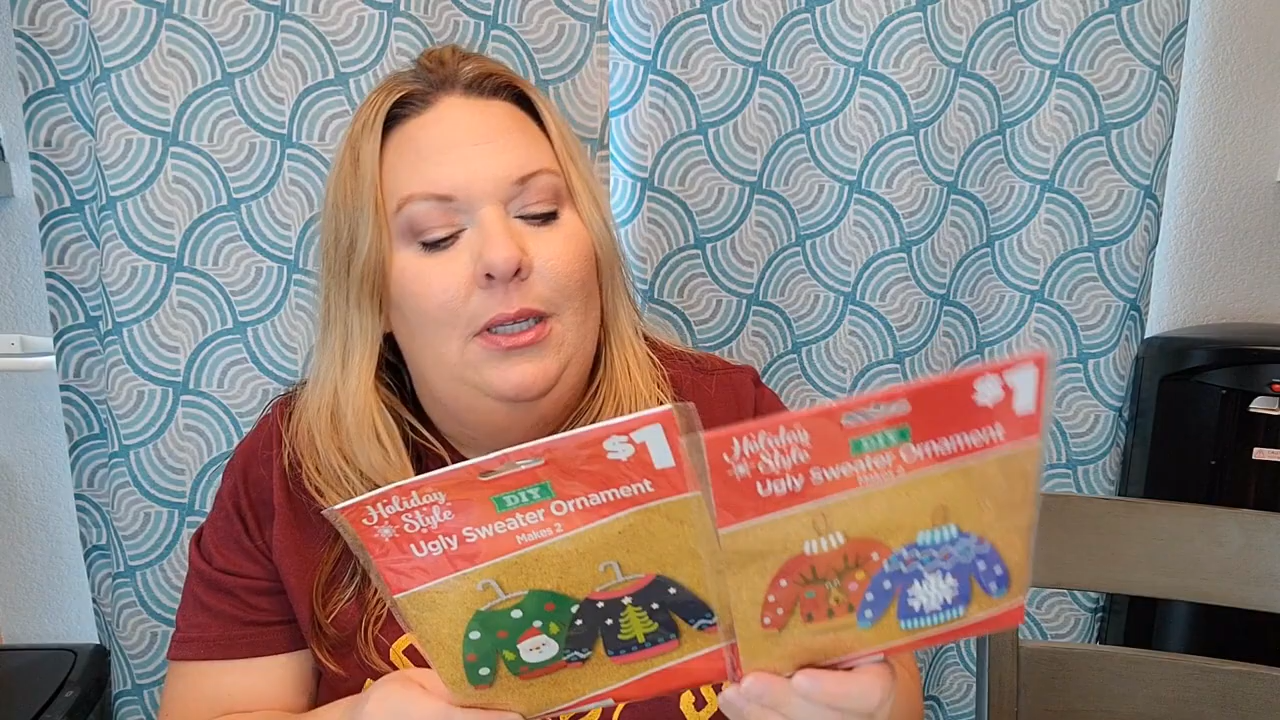 Holiday
Style
DIY
$1
Ugly Sweater Ornament
Makes 2
Holiday
Style
DIY
$1
Ugly Sweater Ornament